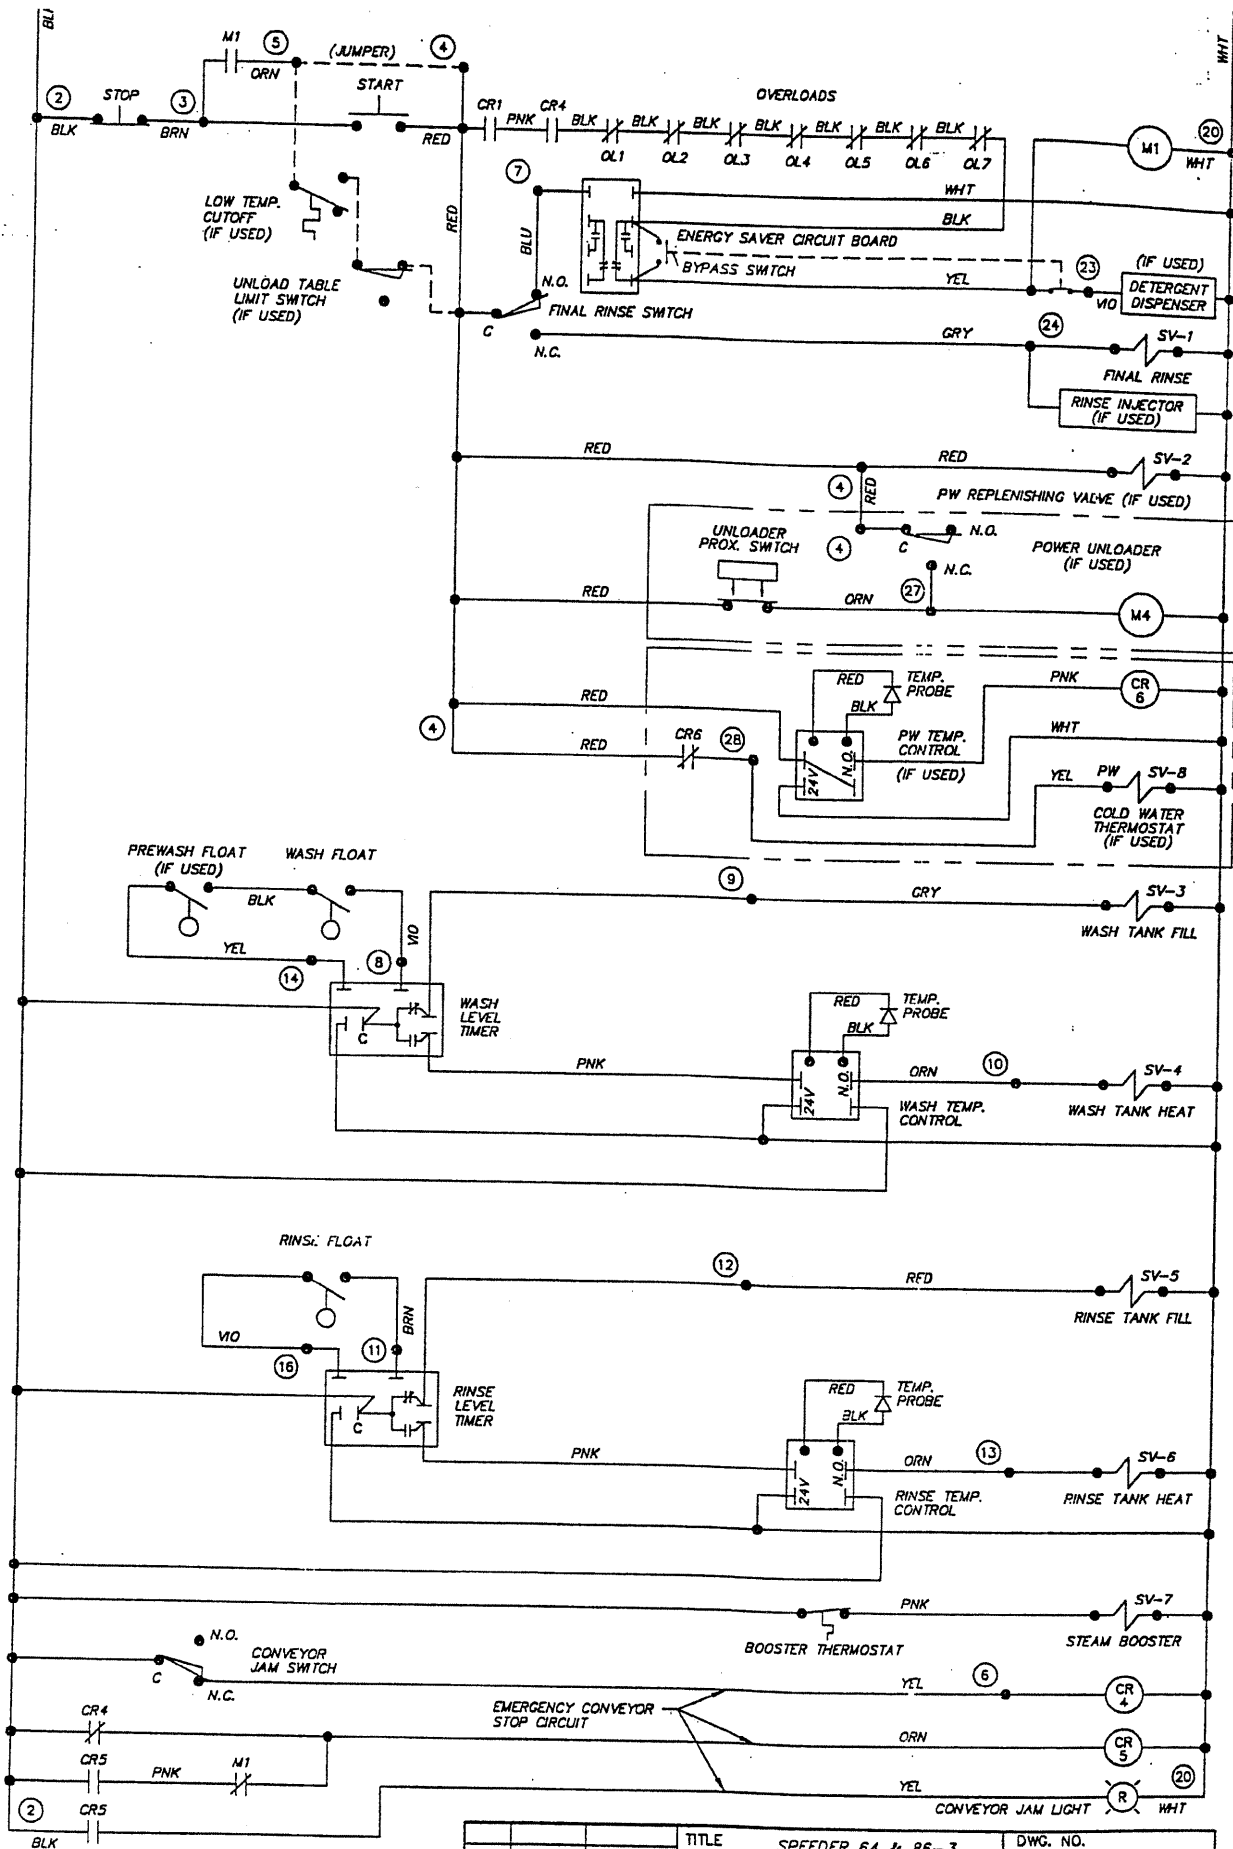 BLK
WHT
M1
5
(JUMPER)
4
ORN
2
STOP
3
START
BLK
BRN
RED
CR1
PNK
CR4
OVERLOADS
BLK
BLK
BLK
BLK
BLK
BLK
BLK
OL1
OL2
OL3
OL4
OL5
OL6
OL7
M1
20
WHT
LOW TEMP.
CUTOFF
(IF USED)
RED
7
WHT
BLK
BLU
ENERGY SAVER CIRCUIT BOARD
BYPASS SWITCH
YEL
23
VIO
(IF USED)
DETERGENT
DISPENSER
UNLOAD TABLE
LIMIT SWITCH
(IF USED)
N.O.
C
FINAL RINSE SWITCH
N.C.
GRY
24
SV-1
FINAL RINSE
RINSE INJECTOR
(IF USED)
RED
RED
SV-2
4
RED
PW REPLENISHING VALVE (IF USED)
UNLOADER
PROX. SWITCH
4
C
N.O.
POWER UNLOADER
(IF USED)
N.C.
RED
ORN
27
M4
RED
RED
TEMP.
PROBE
BLK
PNK
CR
6
4
RED
CR6
28
24V
N.O.
PW TEMP.
CONTROL
(IF USED)
WHT
YEL
PW
SV-8
COLD WATER
THERMOSTAT
(IF USED)
PREWASH FLOAT
(IF USED)
WASH FLOAT
BLK
9
GRY
SV-3
WASH TANK FILL
YEL
14
8
VIO
C
WASH
LEVEL
TIMER
RED
TEMP.
PROBE
BLK
PNK
24V
N.O.
ORN
10
SV-4
WASH TEMP.
CONTROL
WASH TANK HEAT
RINSE FLOAT
12
RED
SV-5
RINSE TANK FILL
VIO
16
11
BRN
C
RINSE
LEVEL
TIMER
RED
TEMP.
PROBE
BLK
PNK
24V
N.O.
ORN
13
SV-6
RINSE TEMP.
CONTROL
RINSE TANK HEAT
PNK
SV-7
BOOSTER THERMOSTAT
STEAM BOOSTER
N.O.
CONVEYOR
JAM SWITCH
C
N.C.
YEL
6
CR
4
EMERGENCY CONVEYOR
STOP CIRCUIT
CR4
ORN
CR
5
CR5
PNK
M1
YEL
R
20
WHT
CONVEYOR JAM LIGHT
2
CR5
BLK
TITLE
SPEEDER 64 & 86-3
DWG. NO.